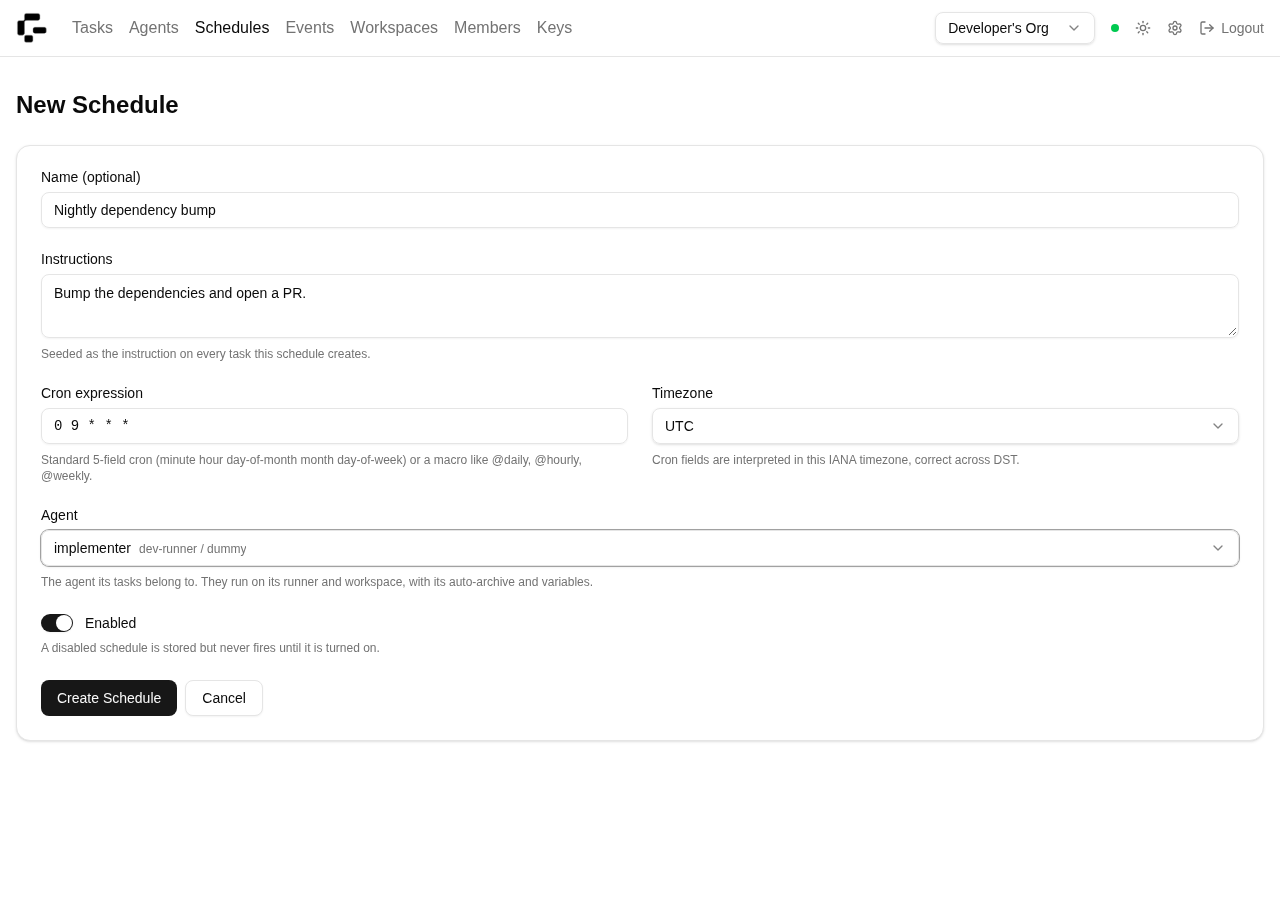 Tasks Agents Schedules Events Workspaces Members Keys Developer's Org Logout
New Schedule
Name (optional)
Nightly dependency bump
Instructions
Bump the dependencies and open a PR.
Seeded as the instruction on every task this schedule creates.
Cron expression
0 9 * * *
Standard 5-field cron (minute hour day-of-month month day-of-week) or a macro like @daily, @hourly,
@weekly.
Timezone
UTC
Cron fields are interpreted in this IANA timezone, correct across DST.
Agent
implementer dev-runner / dummy
The agent its tasks belong to. They run on its runner and workspace, with its auto-archive and variables.
Enabled
A disabled schedule is stored but never fires until it is turned on.
Create Schedule Cancel